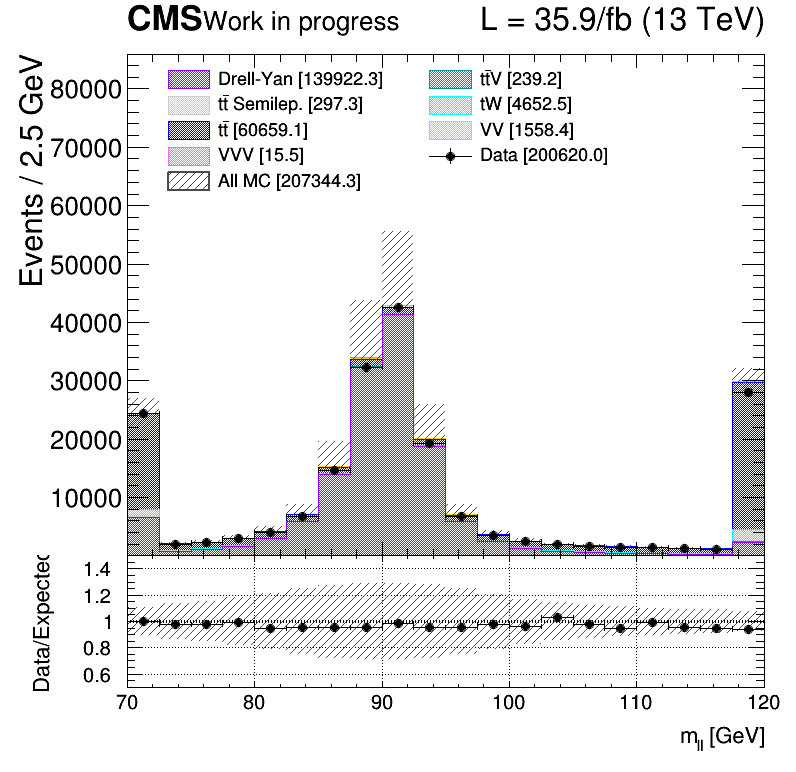 CMS Work in progress L = 35.9/fb (13 TeV)
Events / 2.5 GeV
80000
70000
60000
50000
40000
30000
20000
10000
Drell-Yan [139922.3]
tt̄ Semilep. [297.3]
tt̄ [60659.1]
VVV [15.5]
All MC [207344.3]
tt̄V [239.2]
tW [4652.5]
VV [1558.4]
Data [200620.0]
Data/Expected
1.4
1.2
1
0.8
0.6
70 80 90 100 110 120
m_ll [GeV]